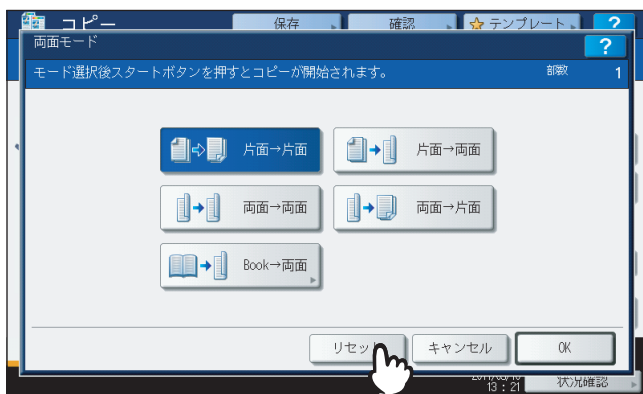 コピー 保存 確認 テンプレート ?
両面モード ?
モード選択後スタートボタンを押すとコピーが開始されます。 部数 1
片面→片面 片面→両面
両面→両面 両面→片面
Book→両面
キャンセル OK
13:21 状況確認